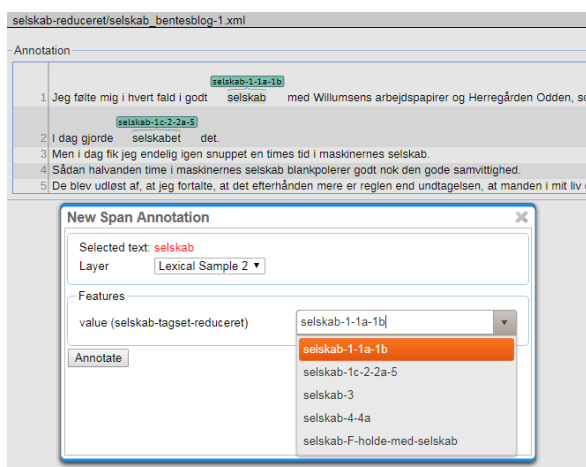 selskab-reduceret/selskab_bentesblog-1.xml
Annotation
selskab-1-1a-1b
1 Jeg følte mig i hvert fald i godt selskab med Willumsens arbejdspapirer og Herregården Odden, so
selskab-1c-2-2a-5
2 I dag gjorde selskabet det.
3 Men i dag fik jeg endelig igen snuppet en times tid i maskinernes selskab.
4 Sådan halvanden time i maskinernes selskab blankpolerer godt nok den gode samvittighed.
5 De blev udløst af, at jeg fortalte, at det efterhånden mere er reglen end undtagelsen, at manden i mit liv
New Span Annotation
Selected text: selskab
Layer Lexical Sample 2
Features
value (selskab-tagset-reduceret) selskab-1-1a-1b
Annotate
selskab-1-1a-1b
selskab-1c-2-2a-5
selskab-3
selskab-4-4a
selskab-F-holde-med-selskab